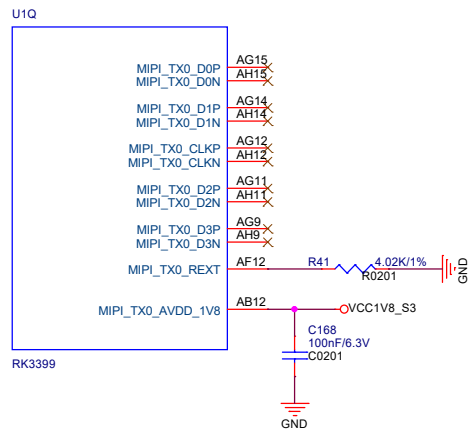 U1Q
MIPI_TX0_D0P AG15
MIPI_TX0_D0N AH15
MIPI_TX0_D1P AG14
MIPI_TX0_D1N AH14
MIPI_TX0_CLKP AG12
MIPI_TX0_CLKN AH12
MIPI_TX0_D2P AG11
MIPI_TX0_D2N AH11
MIPI_TX0_D3P AG9
MIPI_TX0_D3N AH9
MIPI_TX0_REXT AF12 R41 4.02K/1%
R0201
GND
MIPI_TX0_AVDD_1V8 AB12 VCC1V8_S3
C168
100nF/6.3V
C0201
RK3399
GND